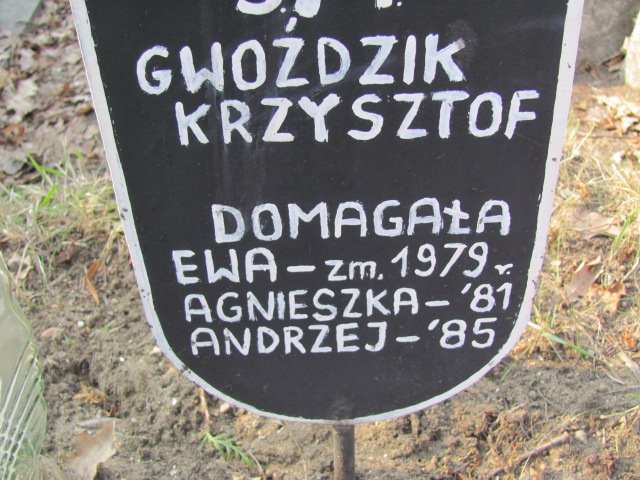 GWOŹDZIK
KRZYSZTOF
DOMAGAŁA
EWA - zm. 1979 r.
AGNIESZKA - '81
ANDRZEJ - '85